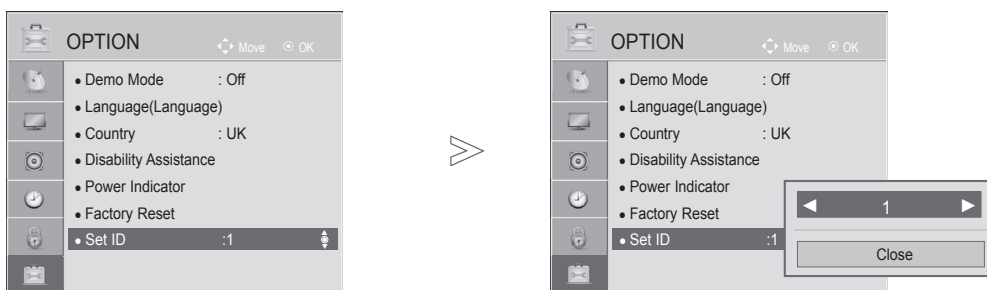 OPTION Move OK
• Demo Mode : Off
• Language(Language)
• Country : UK
• Disability Assistance
• Power Indicator
• Factory Reset
• Set ID :1
OPTION Move OK
• Demo Mode : Off
• Language(Language)
• Country : UK
• Disability Assistance
• Power Indicator
• Factory Reset
• Set ID :1
◀ 1 ▶
Close